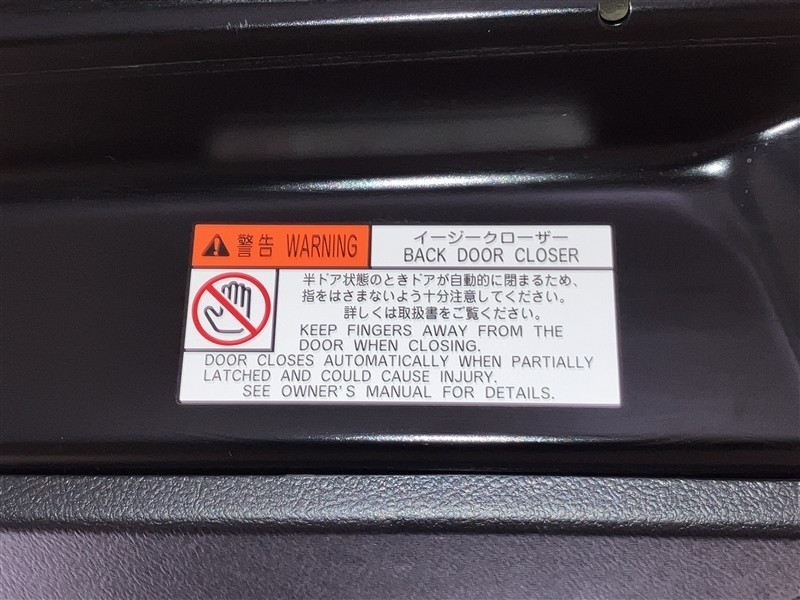 警告 WARNING
イージークローザー
BACK DOOR CLOSER
半ドア状態のときドアが自動的に閉まるため、
指をはさまないよう十分注意してください。
詳しくは取扱書をご覧ください。
KEEP FINGERS AWAY FROM THE
DOOR WHEN CLOSING.
DOOR CLOSES AUTOMATICALLY WHEN PARTIALLY
LATCHED AND COULD CAUSE INJURY.
SEE OWNER'S MANUAL FOR DETAILS.